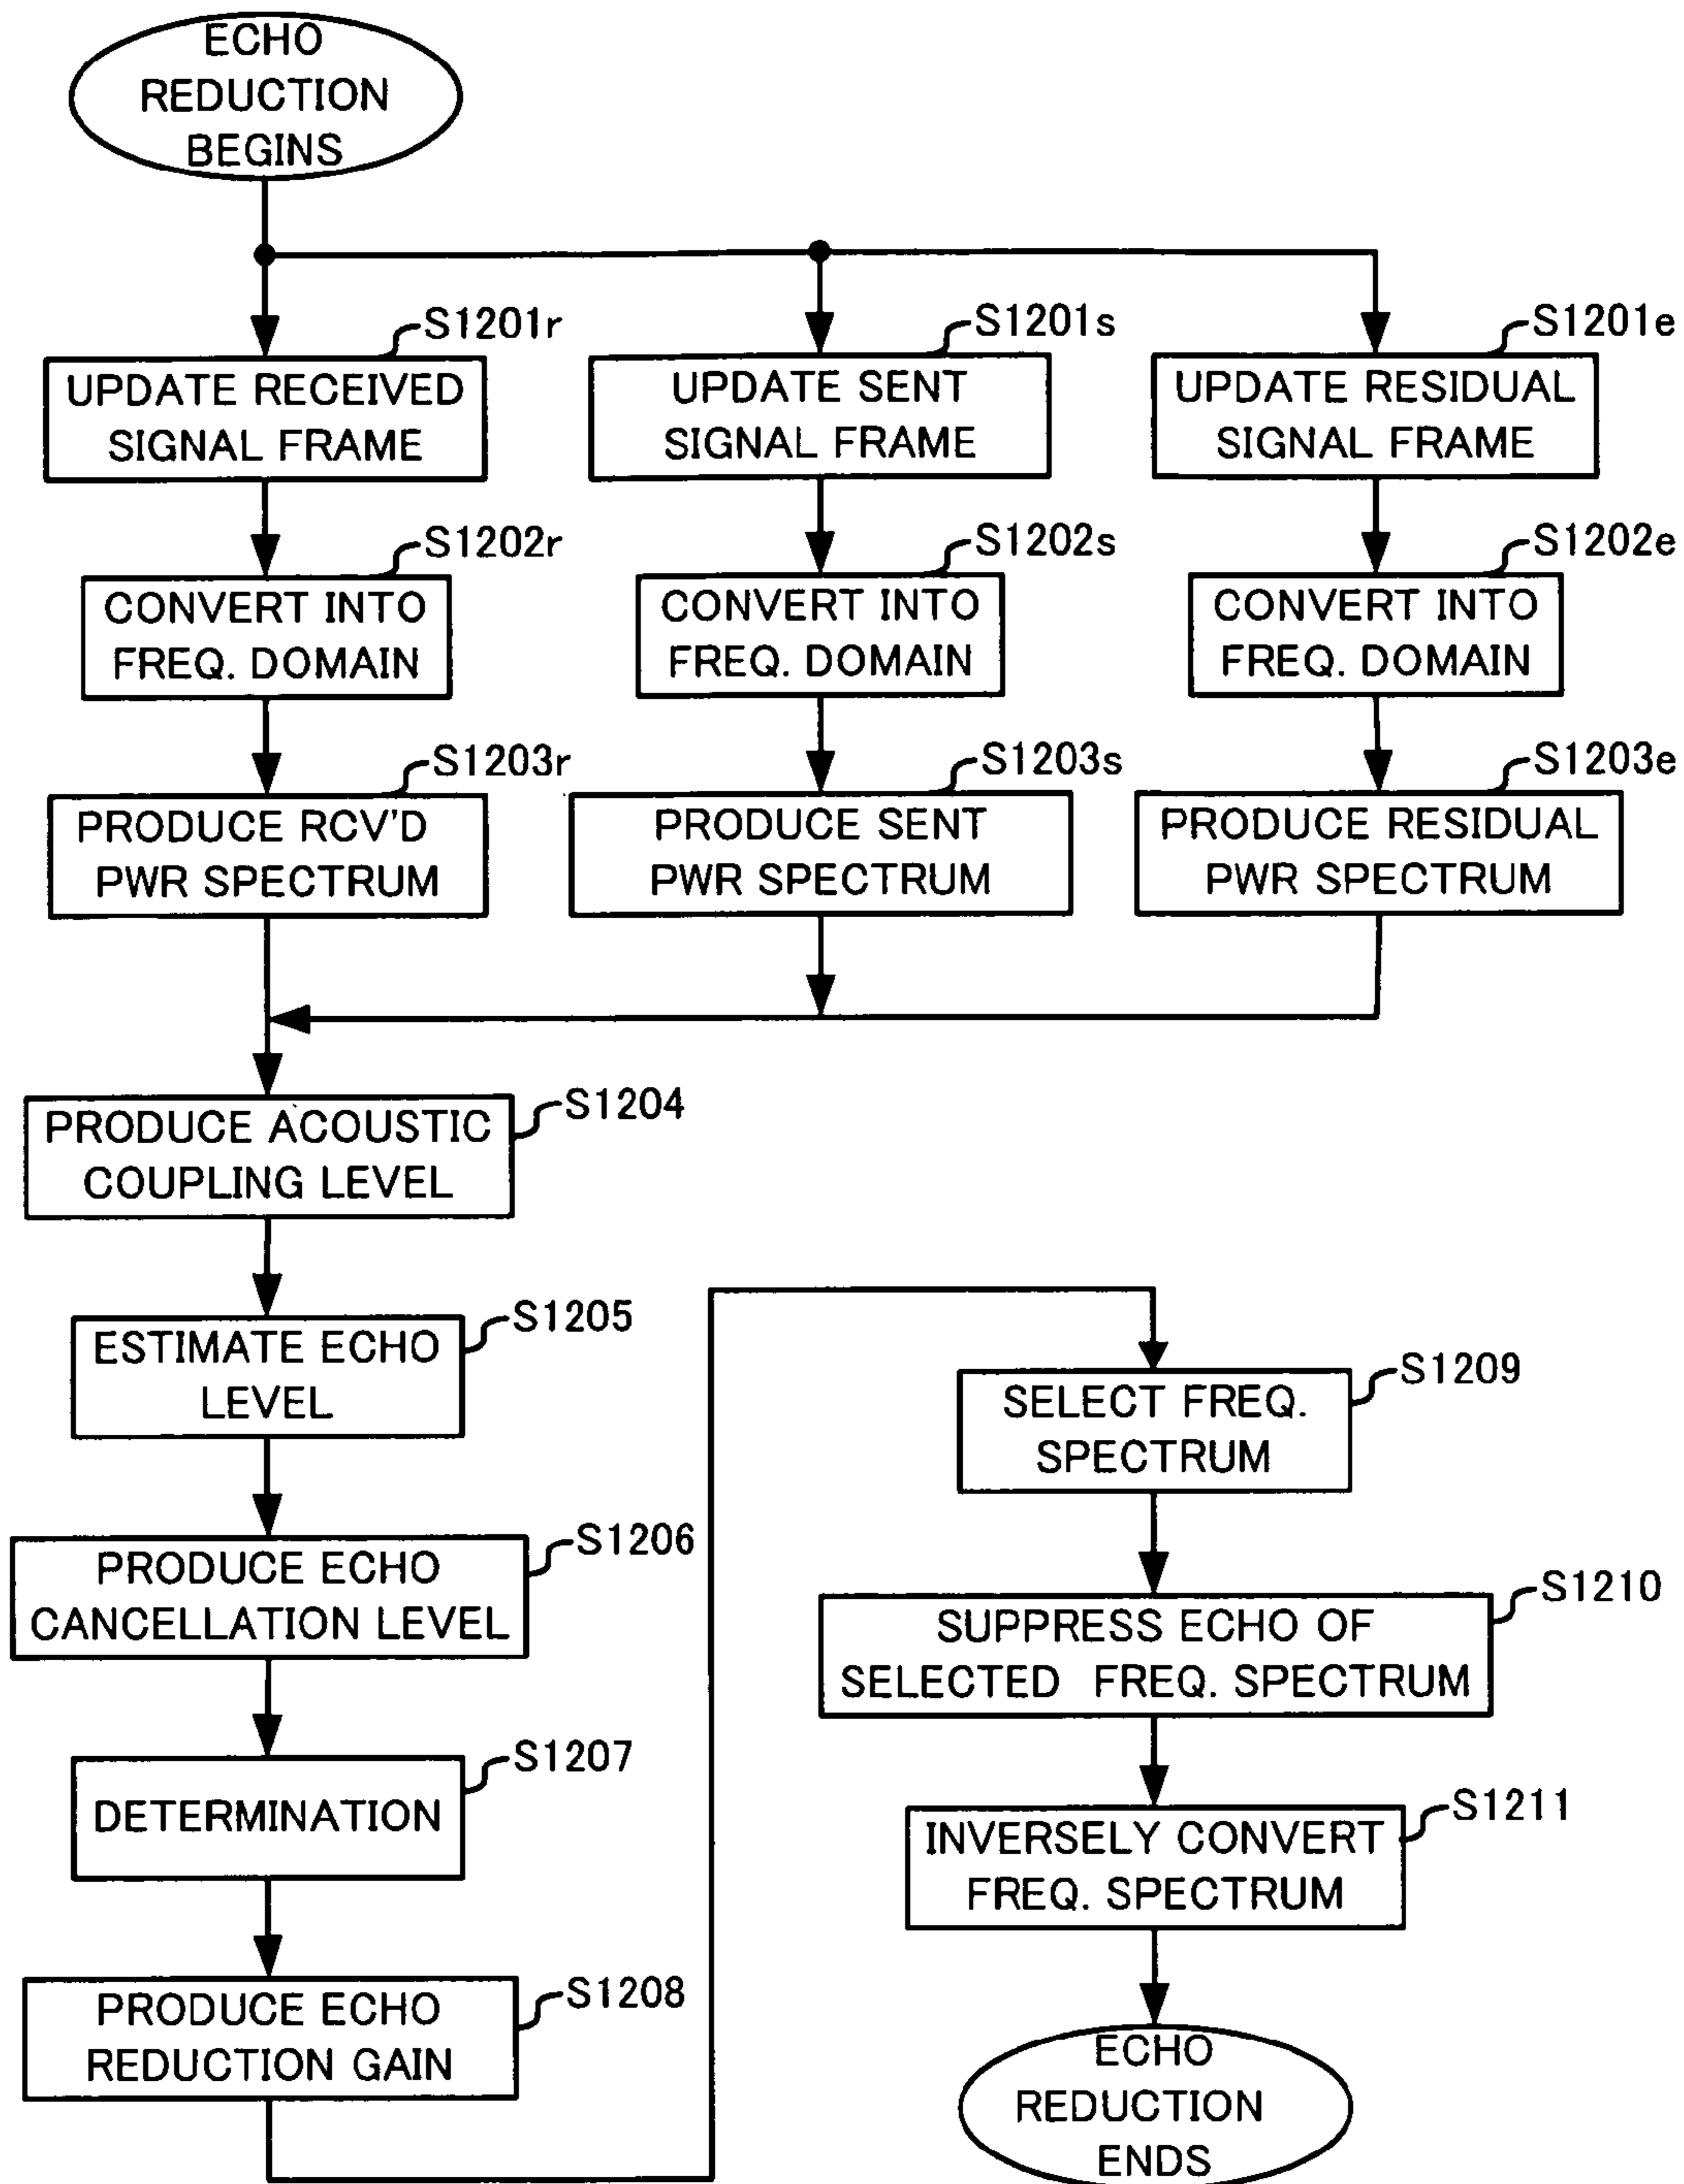 ECHO
REDUCTION
BEGINS
S1201r
UPDATE RECEIVED
SIGNAL FRAME
S1201s
UPDATE SENT
SIGNAL FRAME
S1201e
UPDATE RESIDUAL
SIGNAL FRAME
S1202r
CONVERT INTO
FREQ. DOMAIN
S1202s
CONVERT INTO
FREQ. DOMAIN
S1202e
CONVERT INTO
FREQ. DOMAIN
S1203r
PRODUCE RCV'D
PWR SPECTRUM
S1203s
PRODUCE SENT
PWR SPECTRUM
S1203e
PRODUCE RESIDUAL
PWR SPECTRUM
S1204
PRODUCE ACOUSTIC
COUPLING LEVEL
S1205
ESTIMATE ECHO
LEVEL
S1206
PRODUCE ECHO
CANCELLATION LEVEL
S1207
DETERMINATION
S1208
PRODUCE ECHO
REDUCTION GAIN
S1209
SELECT FREQ.
SPECTRUM
S1210
SUPPRESS ECHO OF
SELECTED FREQ. SPECTRUM
S1211
INVERSELY CONVERT
FREQ. SPECTRUM
ECHO
REDUCTION
ENDS